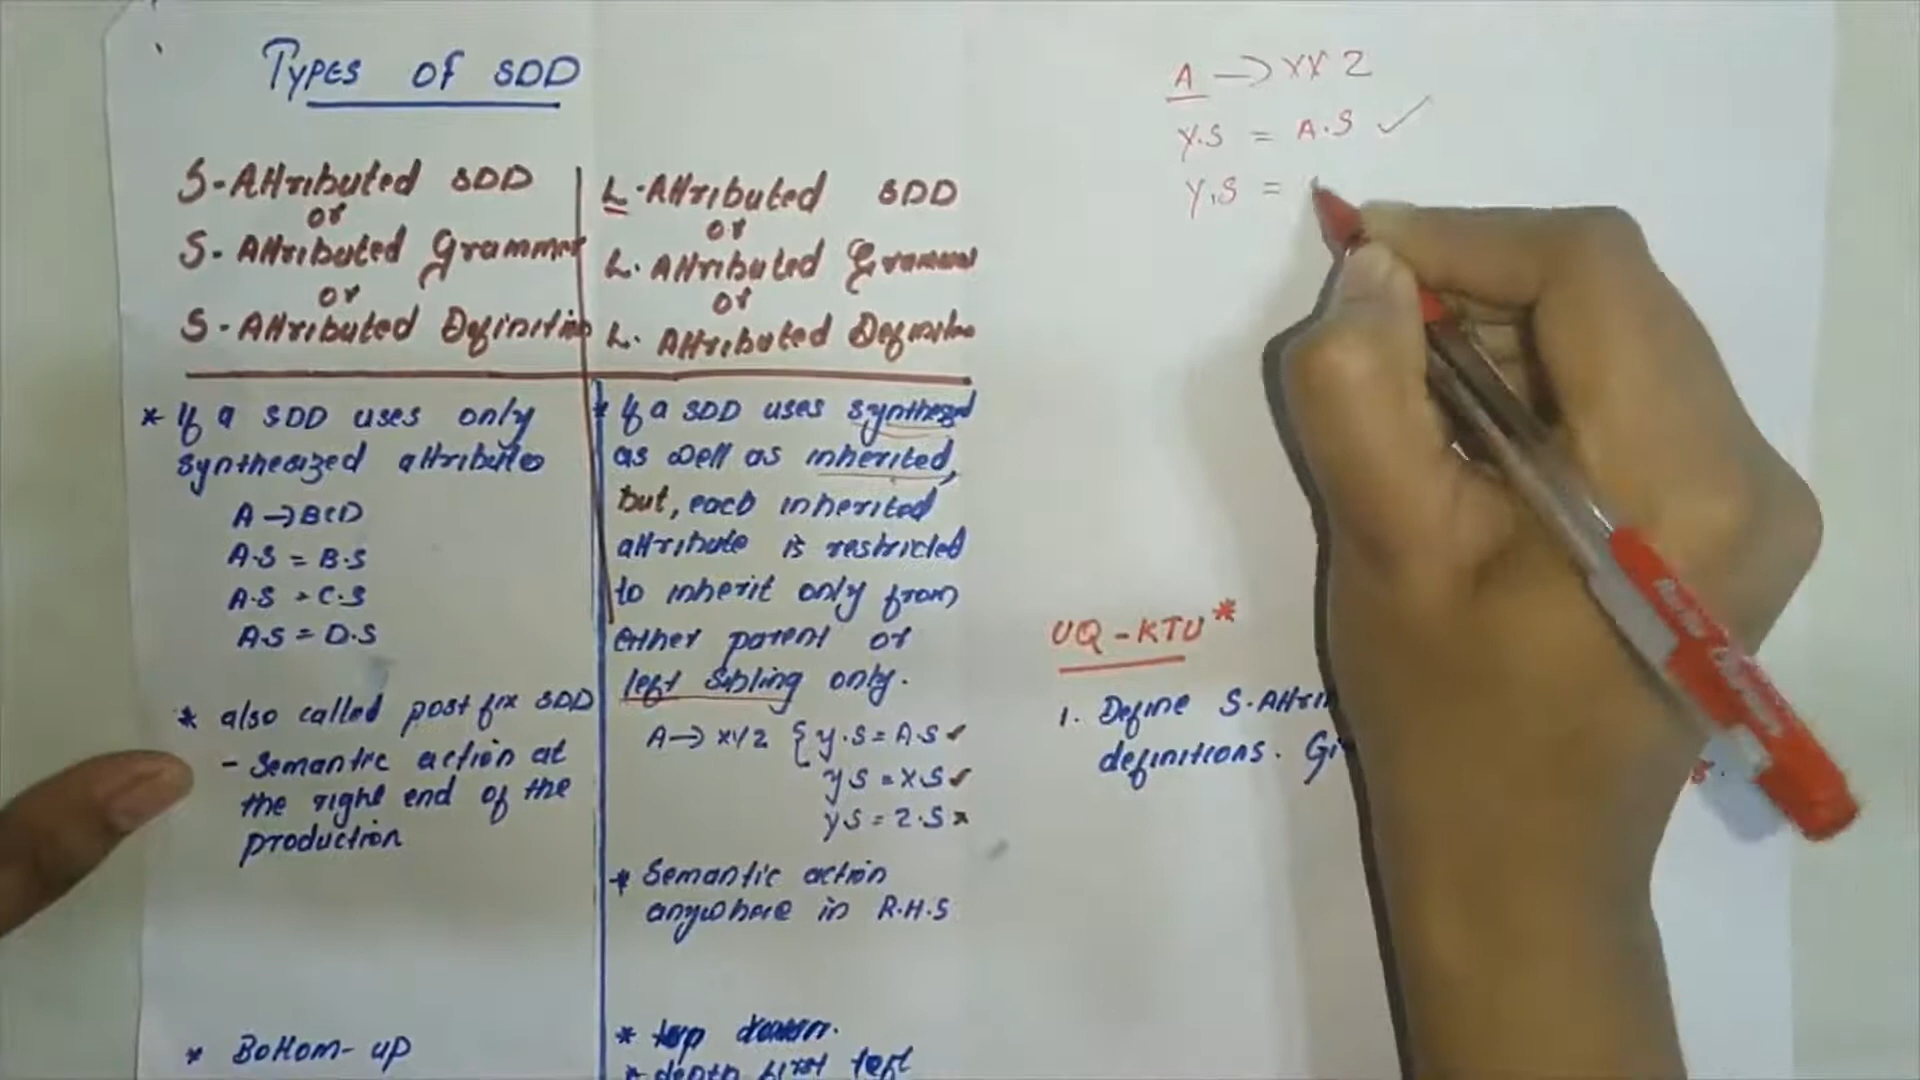 Types of SDD
S-Attributed SDD
or
S-Attributed Grammar
or
S-Attributed Definition
L-Attributed SDD
or
L-Attributed Grammar
or
L-Attributed Definition
* If a SDD uses only
synthesized attributes
A → BCD
A.S = B.S
A.S = C.S
A.S = D.S
* also called post fix SDD
- Semantic action at
the right end of the
production
* Bottom-up
* If a SDD uses synthesized
as well as inherited,
but, each inherited
attribute is restricted
to inherit only from
either parent or
left sibling only.
A → XYZ { Y.S = A.S ✓
Y.S = X.S ✓
Y.S = Z.S x
* Semantic action
anywhere in R.H.S
* top down.
* depth first left
A → XYZ
Y.S = A.S ✓
Y.S =
UQ - KTU *
1. Define S-Attri
definitions.